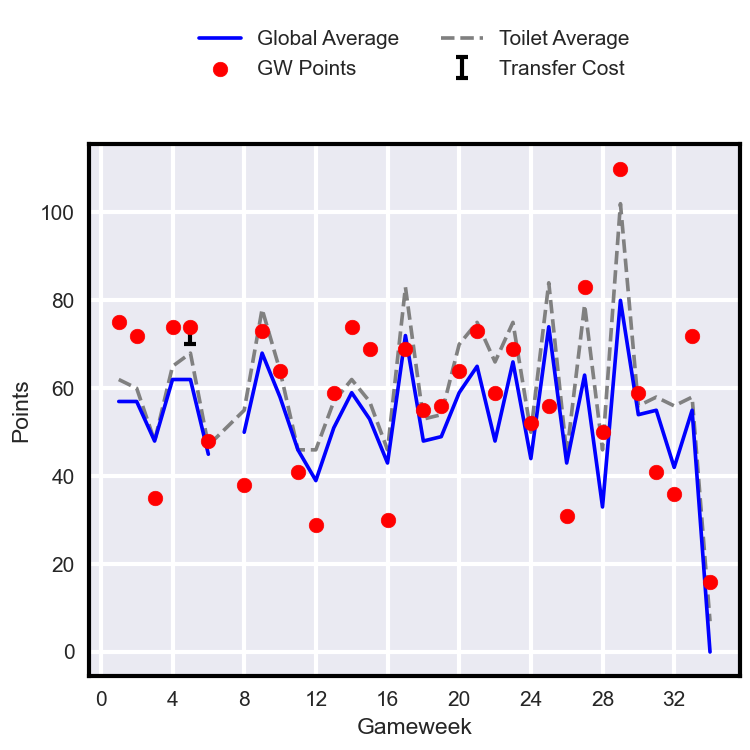 Global Average
Toilet Average
GW Points
Transfer Cost
100
80
60
40
20
0
Points
0 4 8 12 16 20 24 28 32
Gameweek